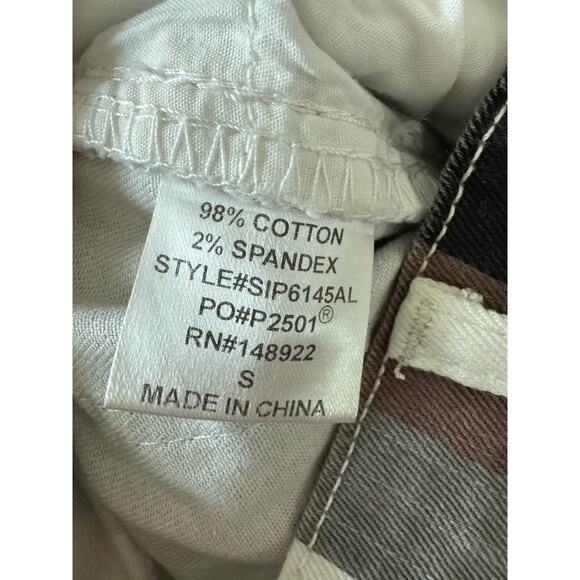 98% COTTON
2% SPANDEX
STYLE#SIP6145AL
PO#P2501®
RN#148922
S
MADE IN CHINA